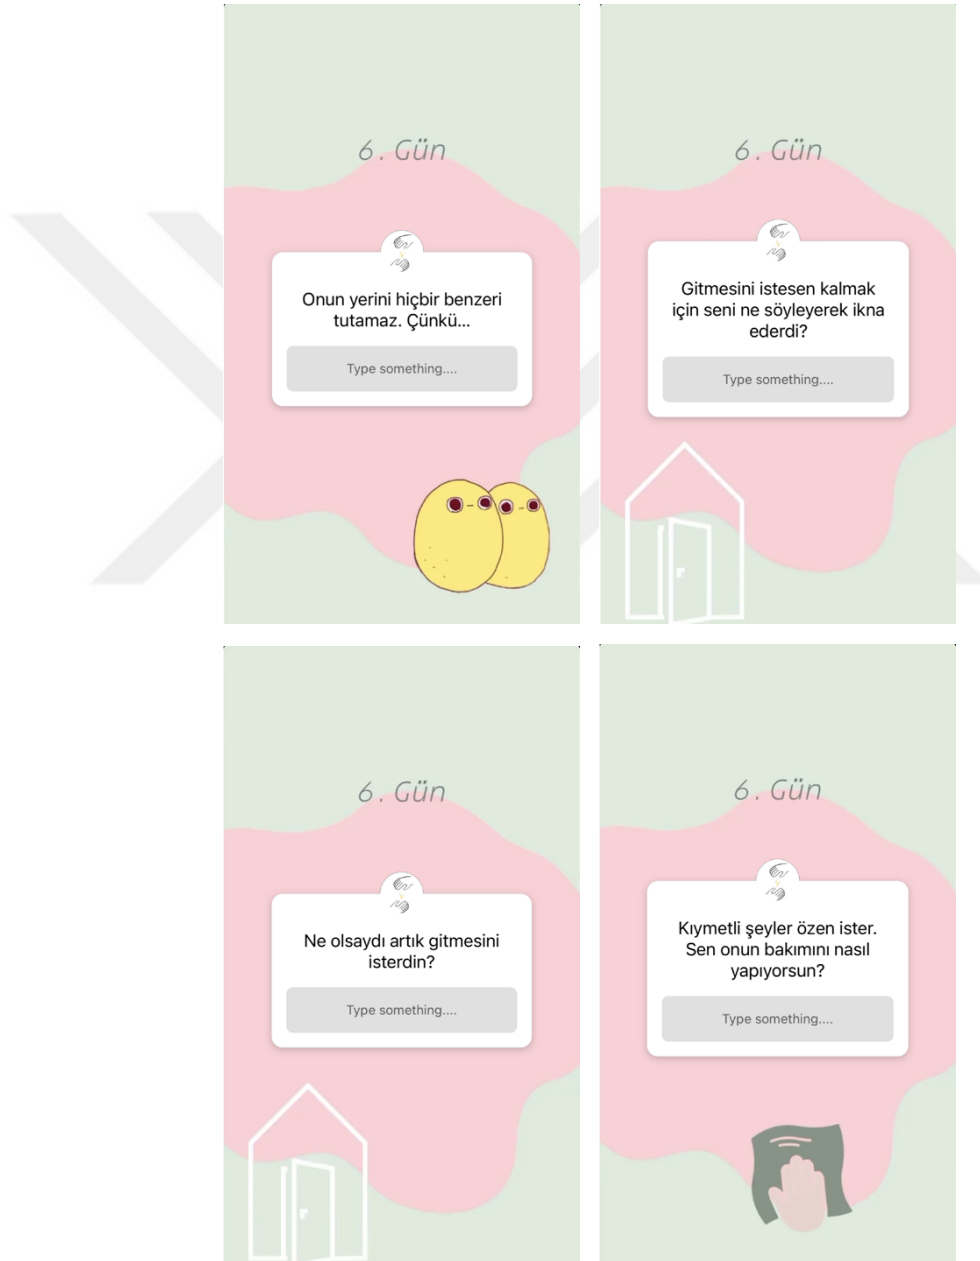 6. Gün
Onun yerini hiçbir benzeri
tutamaz. Çünkü...
Type something....
6. Gün
Gitmesini istesen kalmak
için seni ne söyleyerek ikna
ederdi?
Type something....
6. Gün
Ne olsaydı artık gitmesini
isterdin?
Type something....
6. Gün
Kıymetli şeyler özen ister.
Sen onun bakımını nasıl
yapıyorsun?
Type something....